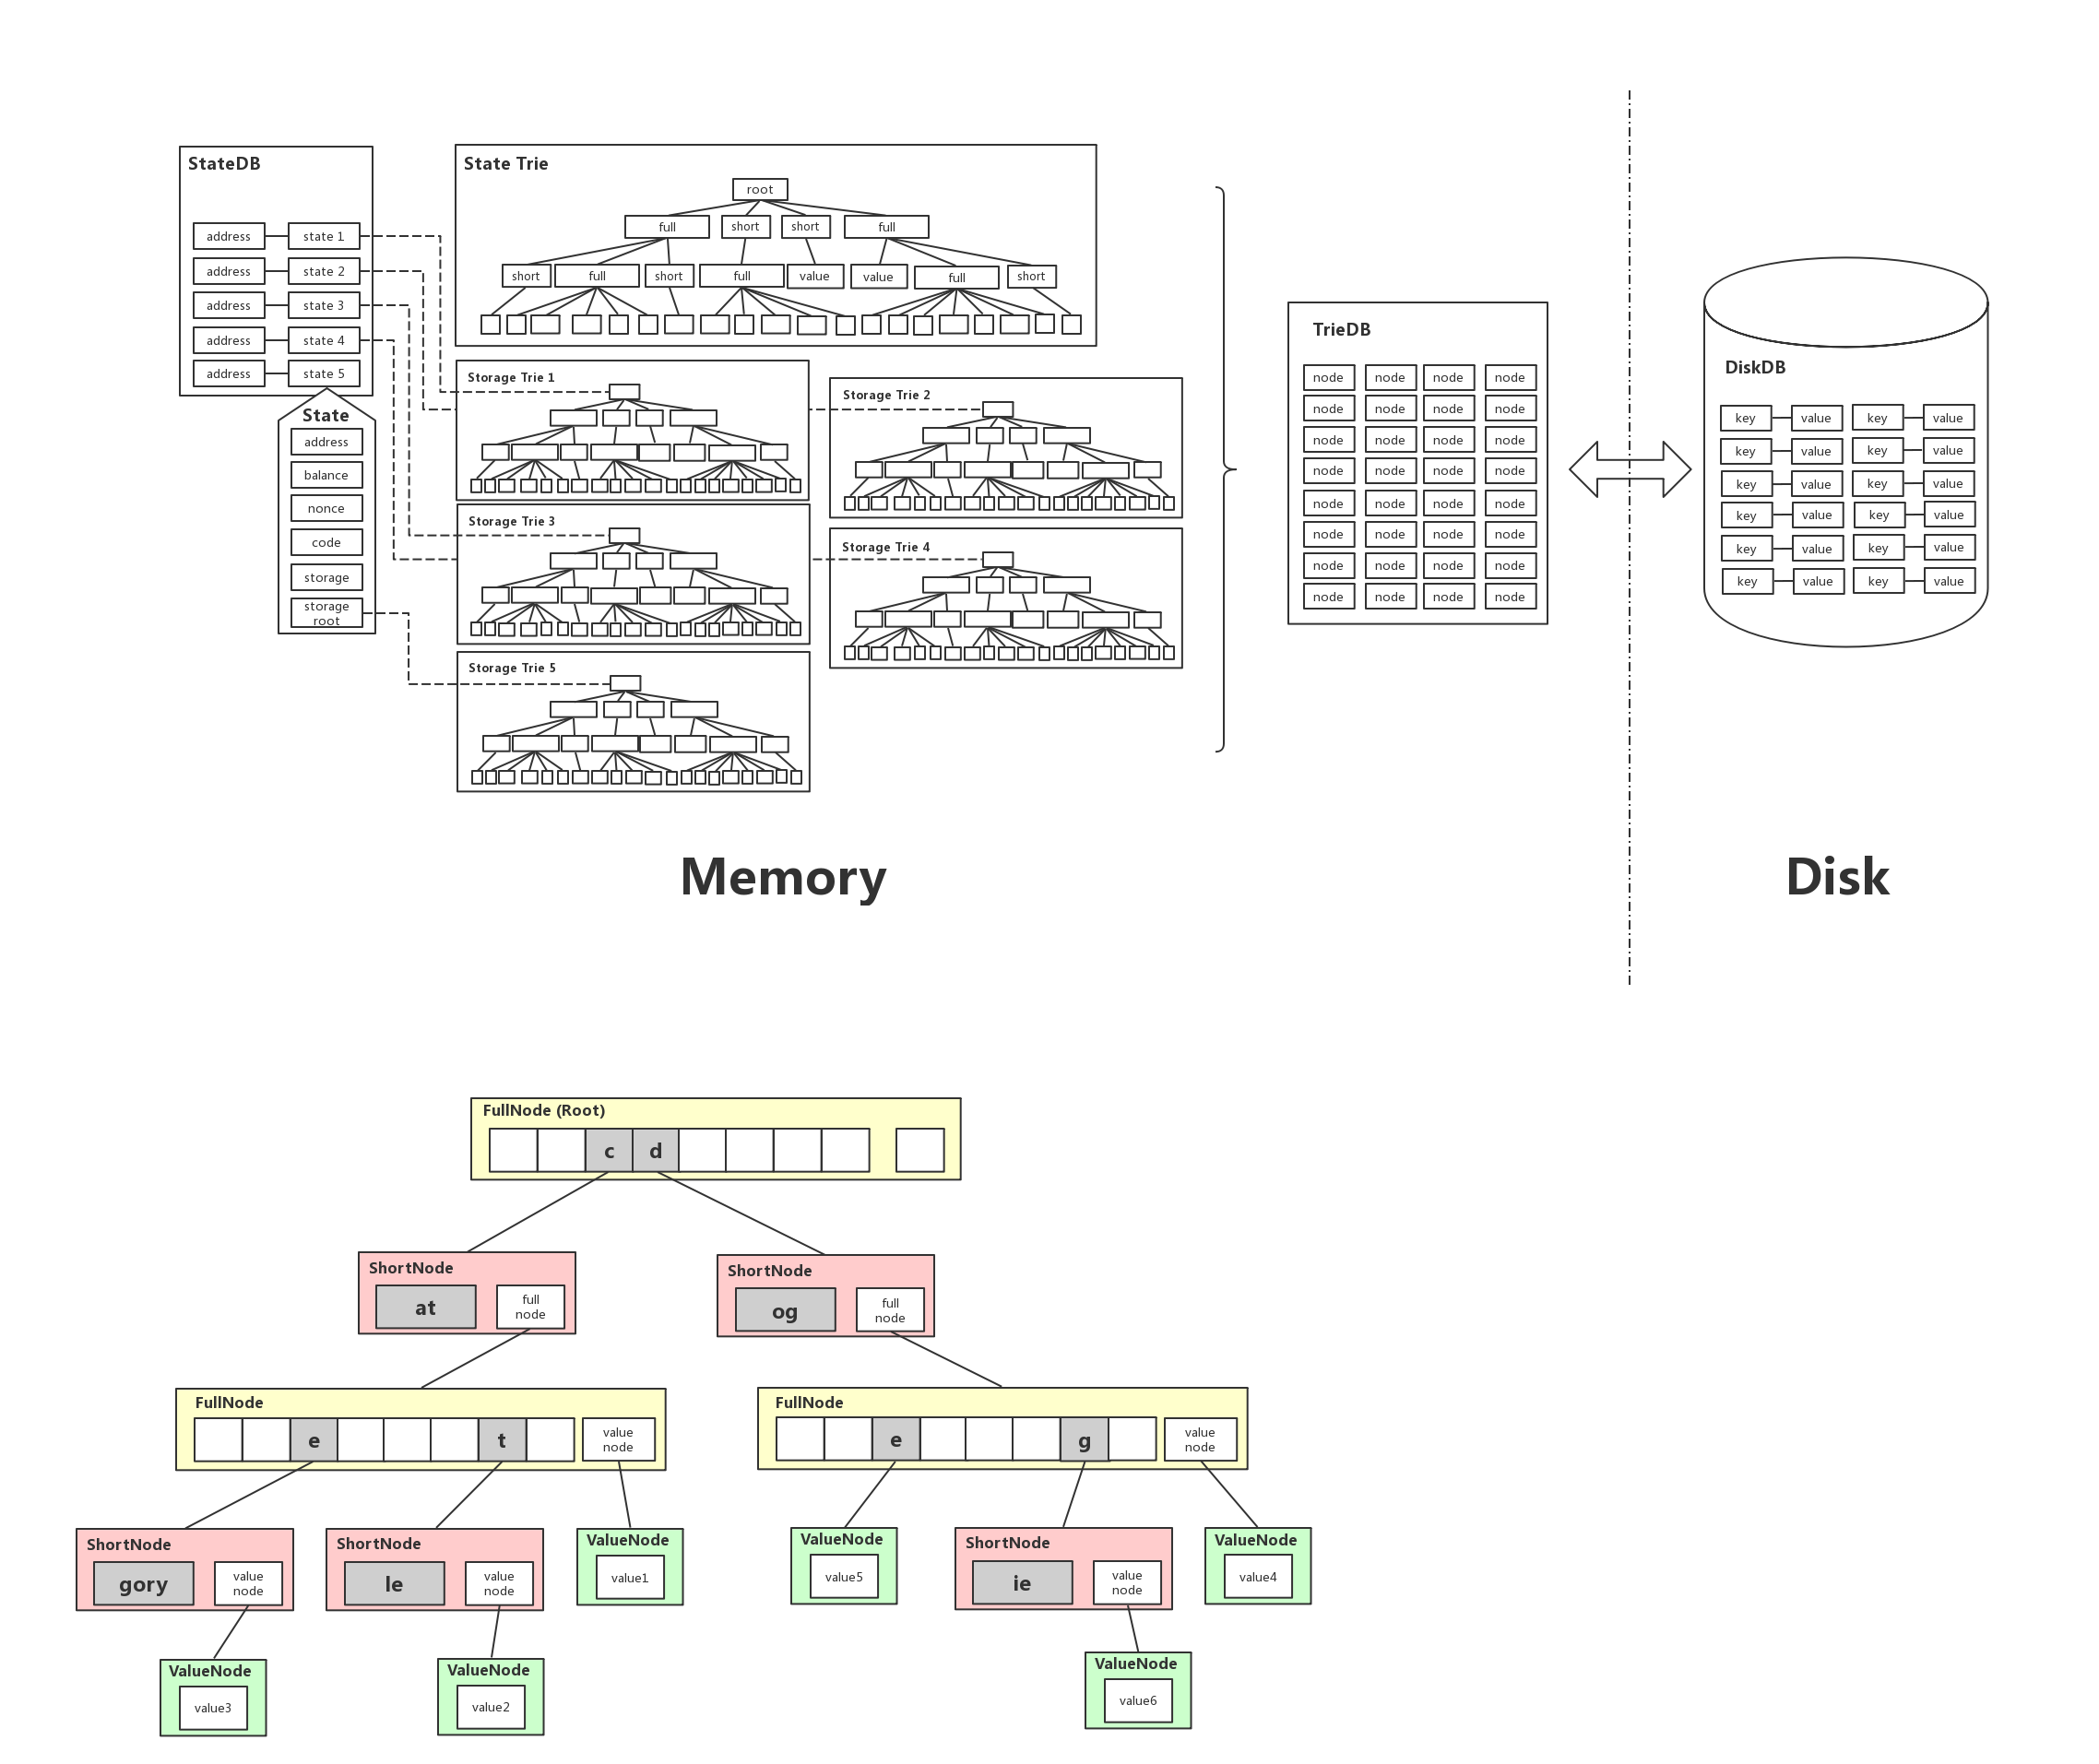 StateDB
address
state 1
address
state 2
address
state 3
address
state 4
address
state 5
State
address
balance
nonce
code
storage
storage
root
State Trie
root
full
short
short
full
short
full
short
full
value
value
full
short
Storage Trie 1
Storage Trie 2
Storage Trie 3
Storage Trie 4
Storage Trie 5
TrieDB
node node node node
node node node node
node node node node
node node node node
node node node node
node node node node
node node node node
node node node node
DiskDB
key value key value
key value key value
key value key value
key value key value
key value key value
key value key value
Memory
Disk
FullNode (Root)
c d
ShortNode
at
full
node
ShortNode
og
full
node
FullNode
e t
value
node
FullNode
e g
value
node
ShortNode
gory
value
node
ShortNode
le
value
node
ValueNode
value1
ValueNode
value5
ShortNode
ie
value
node
ValueNode
value4
ValueNode
value3
ValueNode
value2
ValueNode
value6